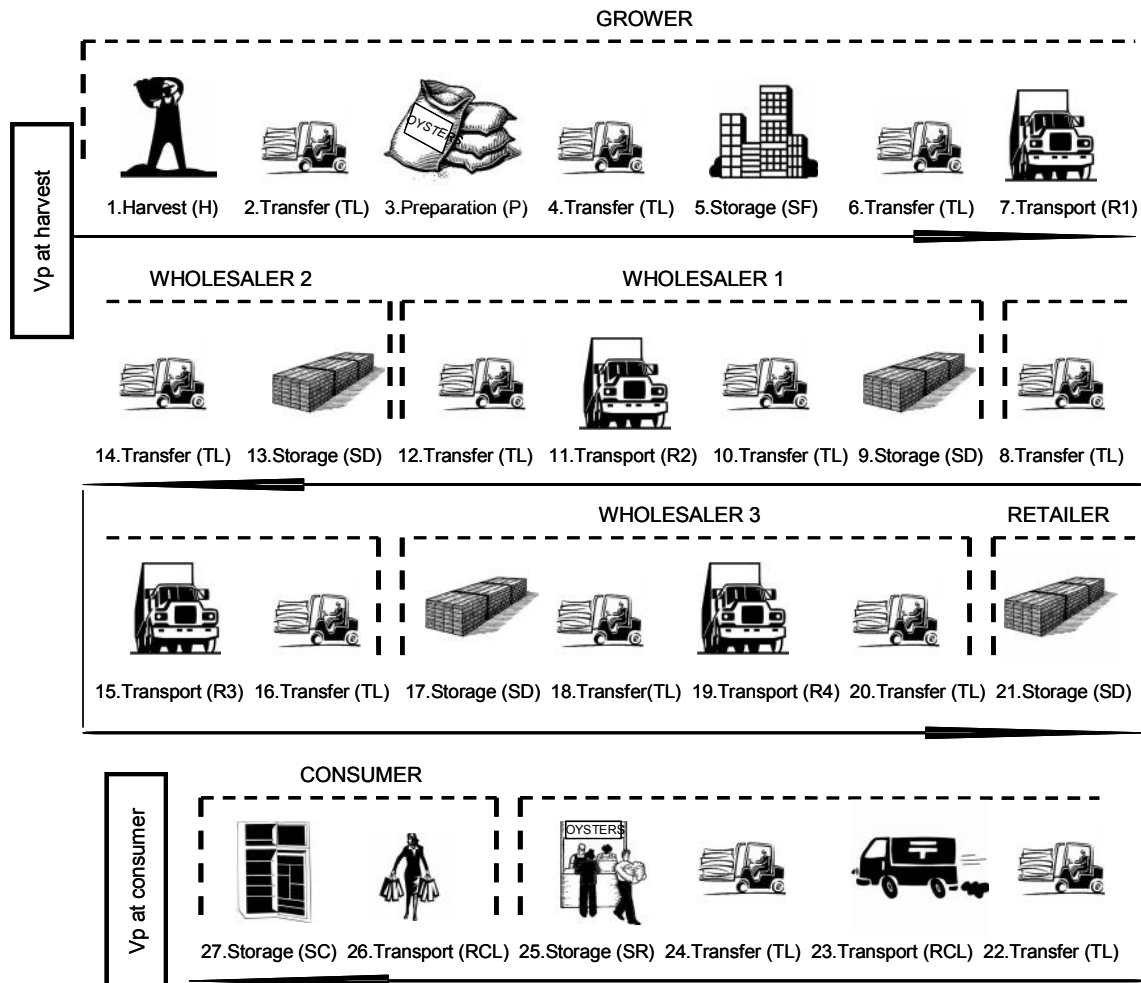 GROWER
OYSTERS
1.Harvest (H) 2.Transfer (TL) 3.Preparation (P) 4.Transfer (TL) 5.Storage (SF) 6.Transfer (TL) 7.Transport (R1)
Vp at harvest
WHOLESALER 2 WHOLESALER 1
14.Transfer (TL) 13.Storage (SD) 12.Transfer (TL) 11.Transport (R2) 10.Transfer (TL) 9.Storage (SD) 8.Transfer (TL)
WHOLESALER 3 RETAILER
15.Transport (R3) 16.Transfer (TL) 17.Storage (SD) 18.Transfer(TL) 19.Transport (R4) 20.Transfer (TL) 21.Storage (SD)
CONSUMER
OYSTERS
Vp at consumer
27.Storage (SC) 26.Transport (RCL) 25.Storage (SR) 24.Transfer (TL) 23.Transport (RCL) 22.Transfer (TL)